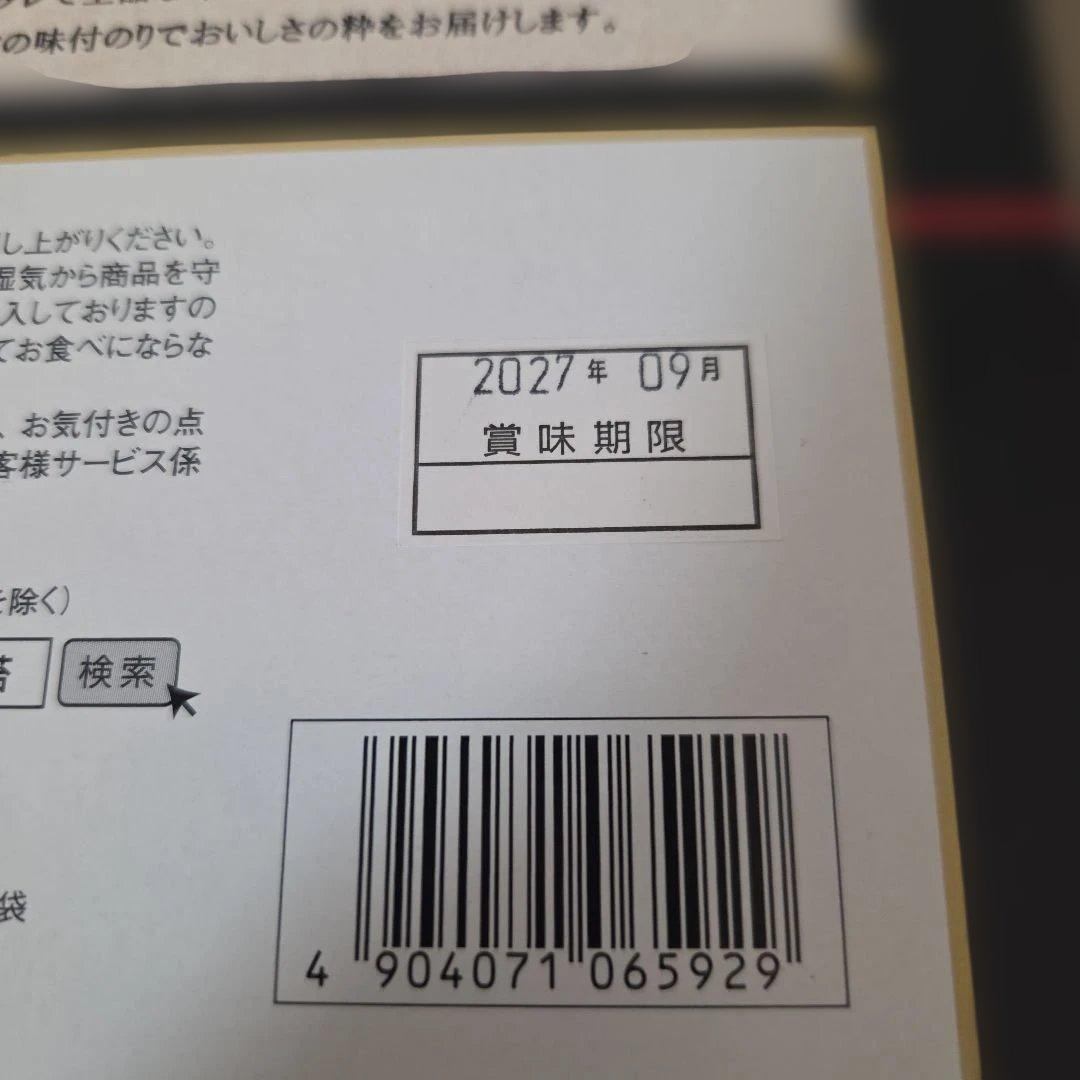 の味付のりでおいしさの粋をお届けします。
し上がりください。
湿気から商品を守
入しておりますの
てお食べにならな
、お気付きの点
客様サービス係
を除く)
検索
袋
2027年 09月
賞味期限
4 904071 065929